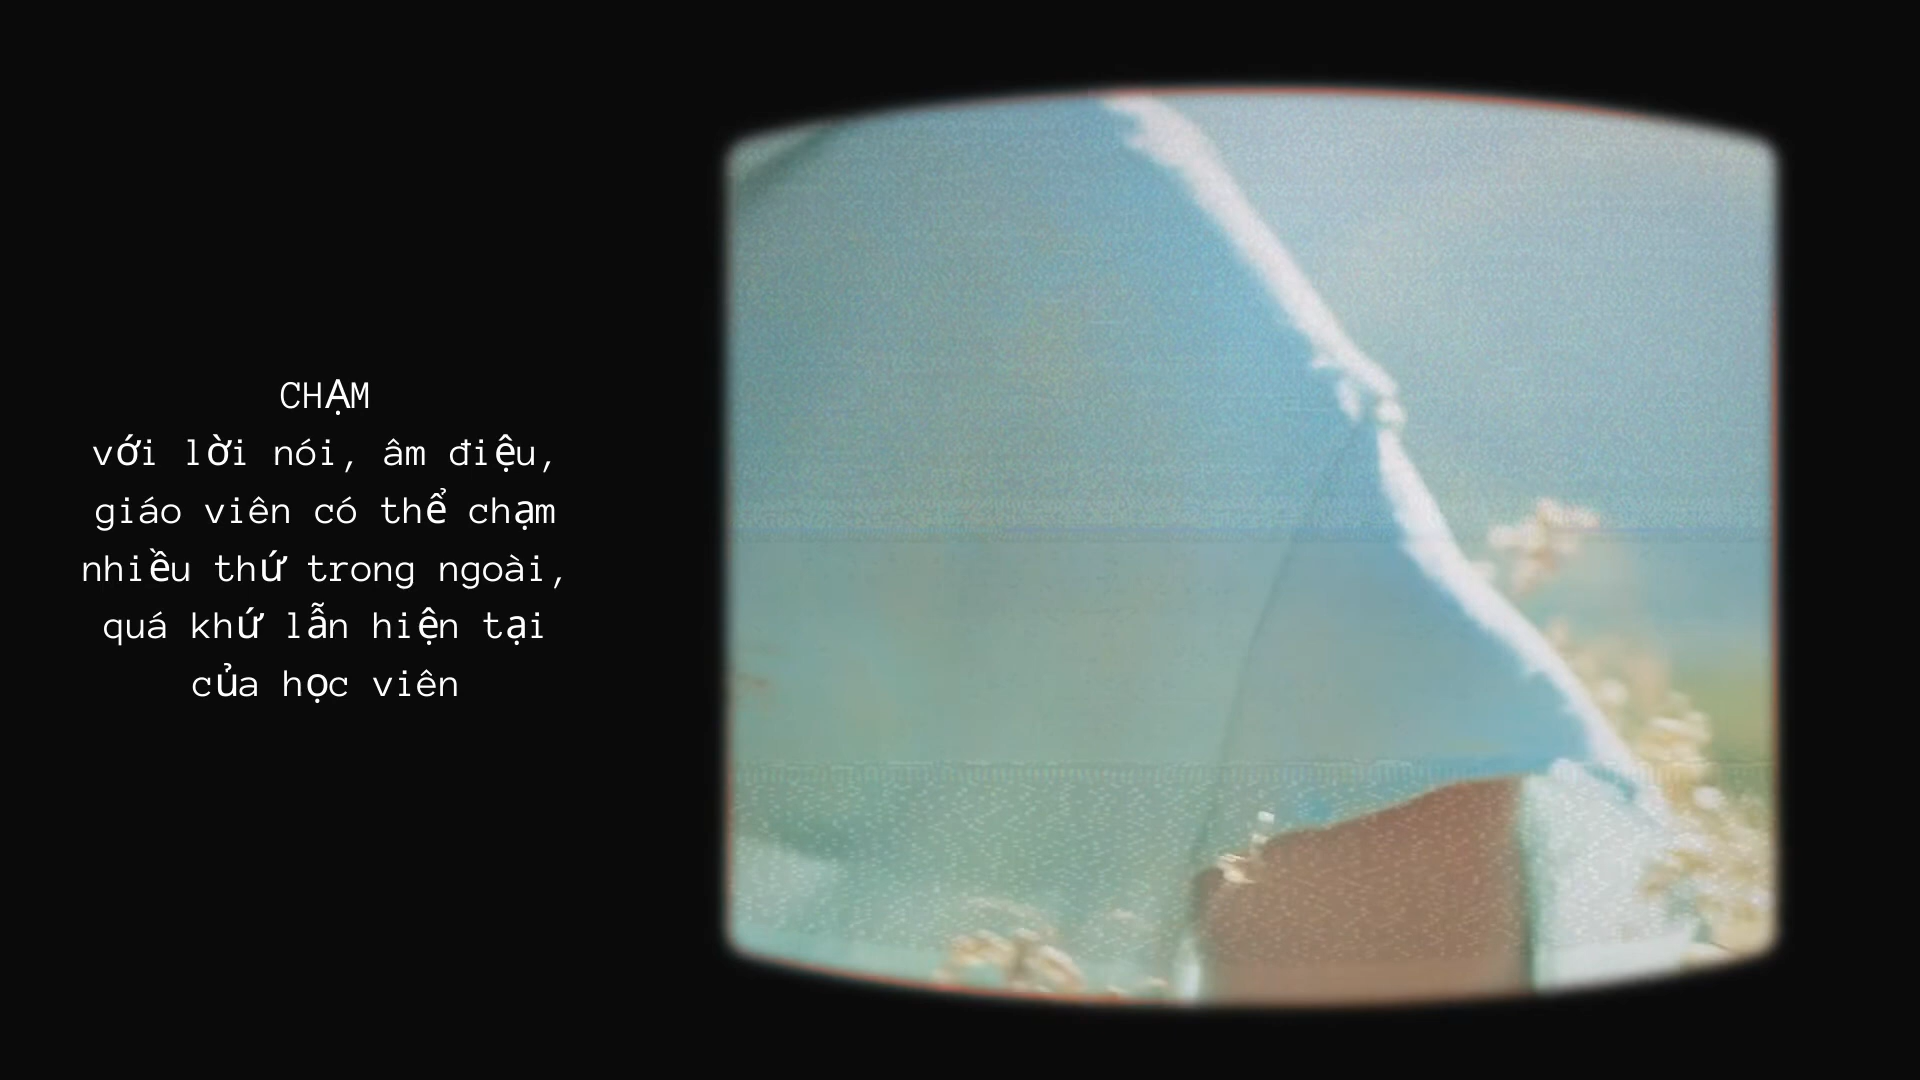 CHẠM
với lời nói, âm điệu,
giáo viên có thể chạm
nhiều thứ trong ngoài,
quá khứ lẫn hiện tại
của học viên